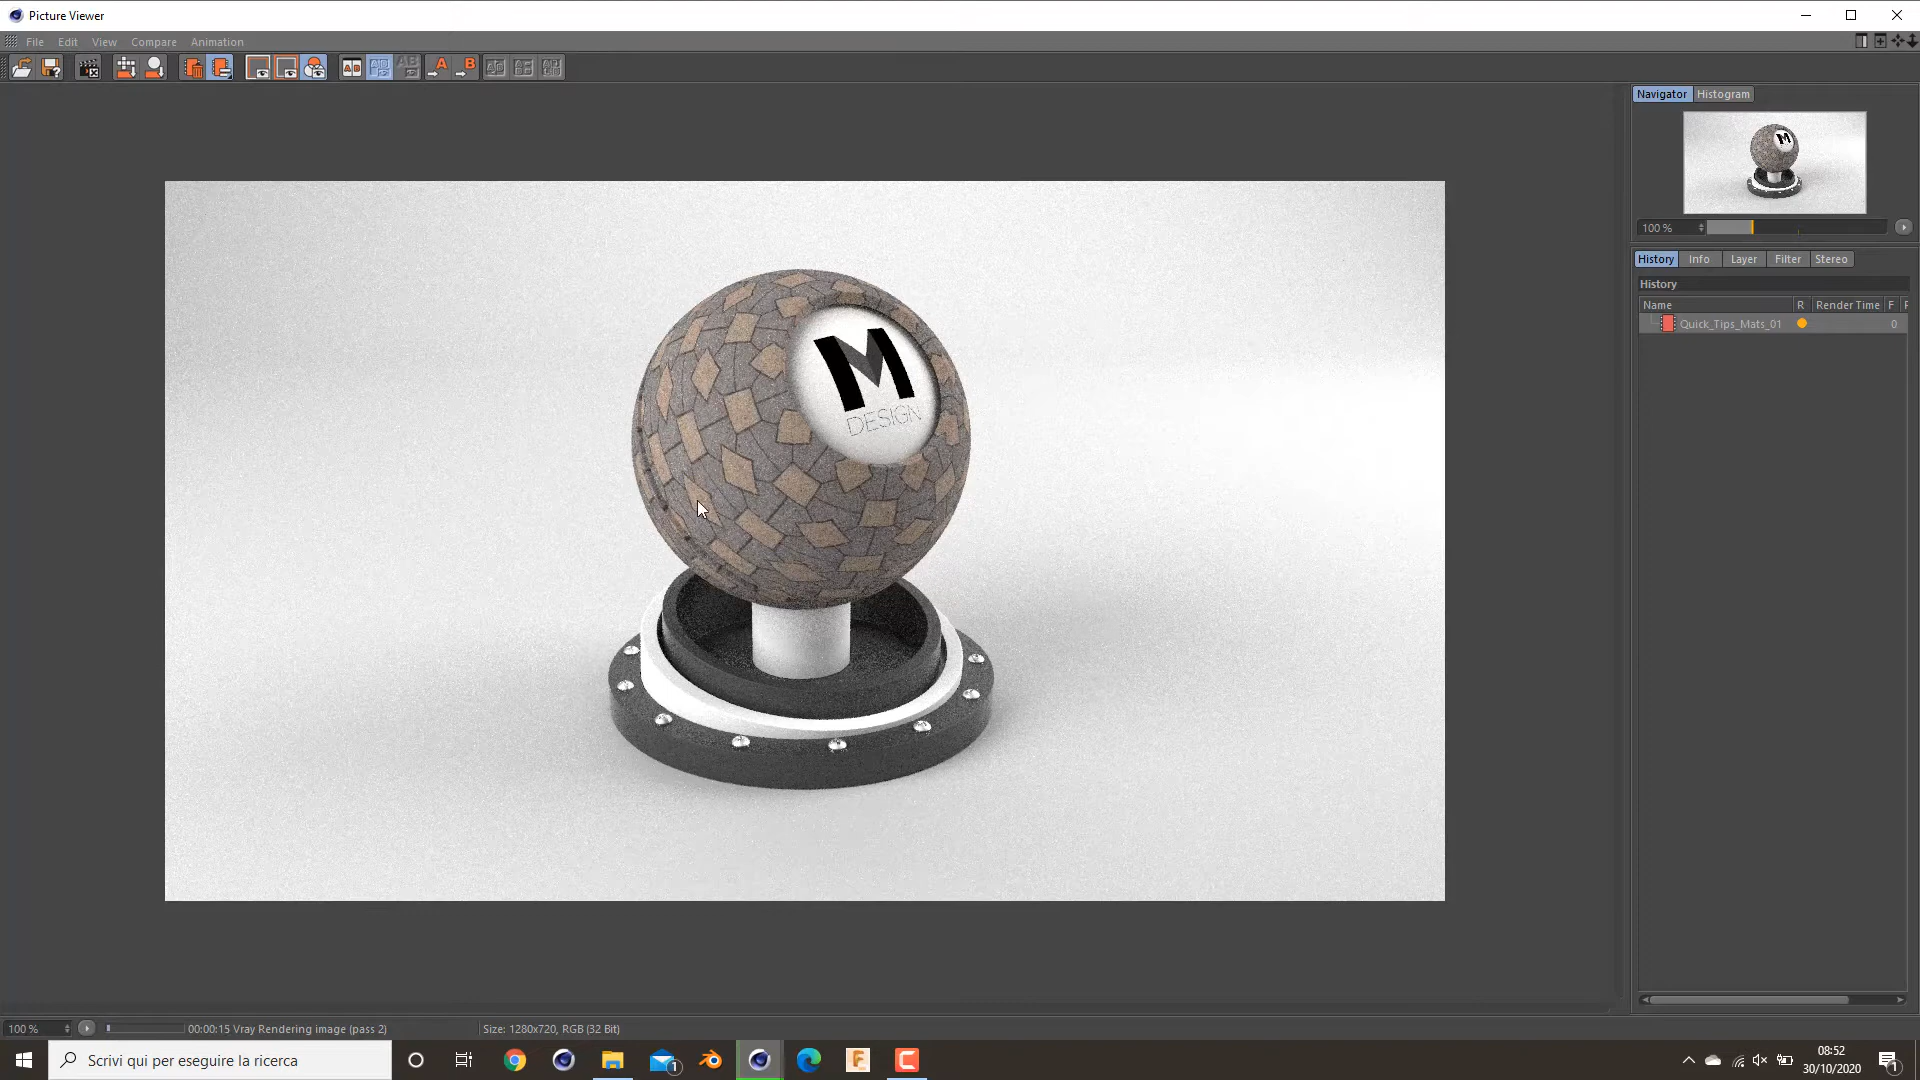 Picture Viewer
File Edit View Compare Animation
A B
Navigator Histogram
M
100 %
History Info Layer Filter Stereo
History
Name R Render Time F
Quick_Tips_Mats_01 0
M
DESIGN
100 % 00:00:15 Vray Rendering image (pass 2) Size: 1280x720, RGB (32 Bit)
Scrivi qui per eseguire la ricerca
1
08:52
30/10/2020
1